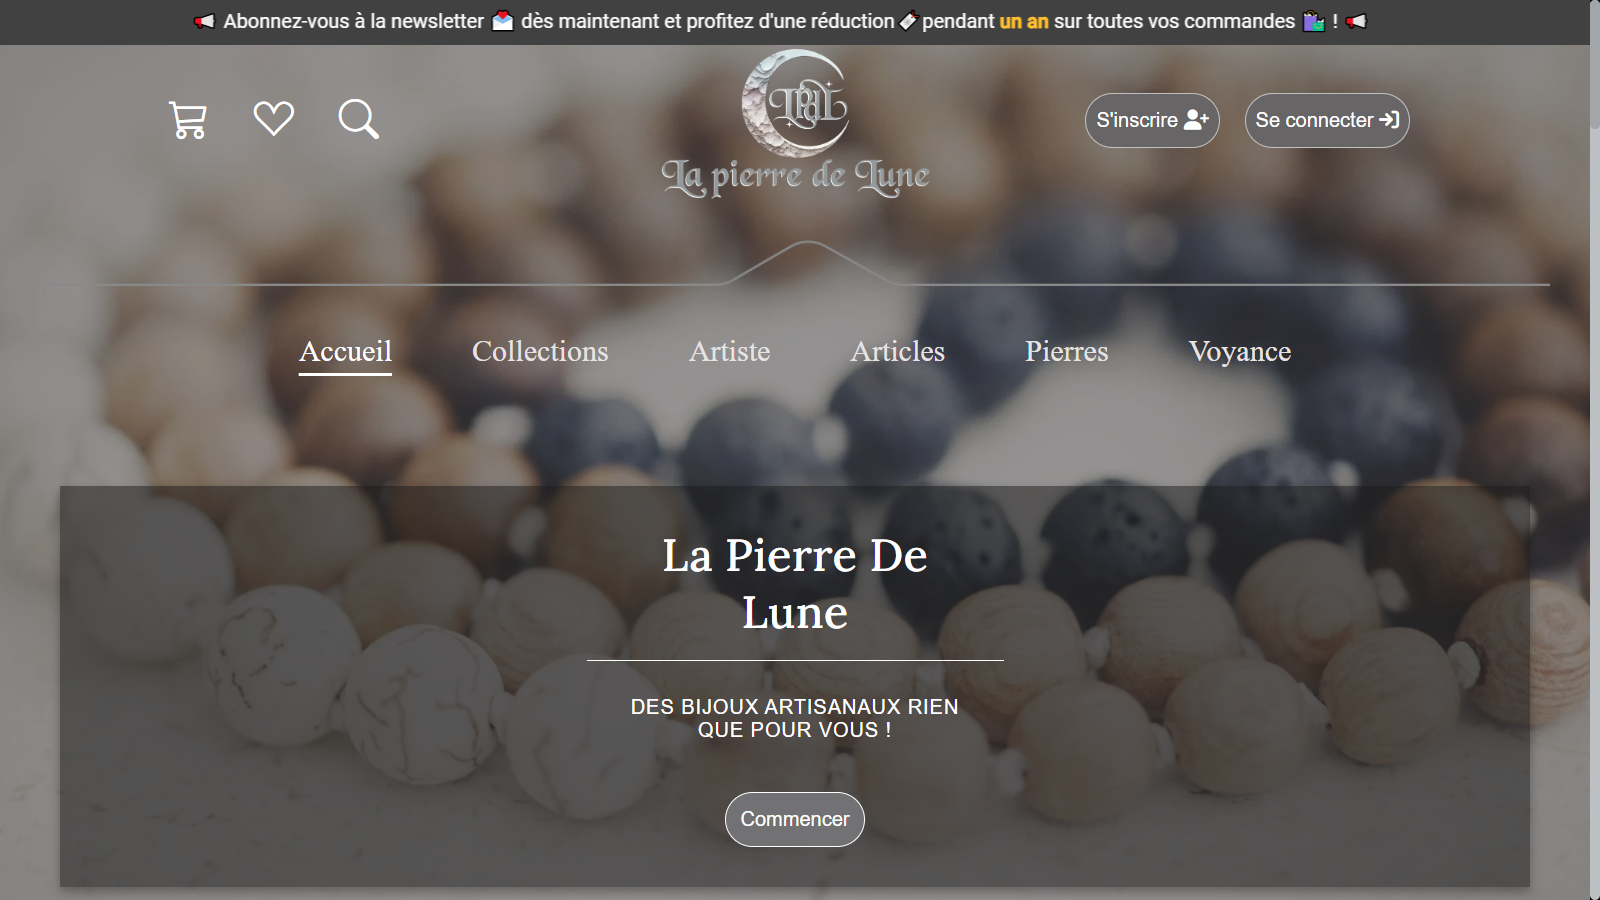 📢 Abonnez-vous à la newsletter 💌 dès maintenant et profitez d'une réduction 🏷 pendant un an sur toutes vos commandes 🛍 ! 📢
LPDL
La pierre de Lune
S'inscrire
Se connecter
Accueil
Collections
Artiste
Articles
Pierres
Voyance
La Pierre De
Lune
DES BIJOUX ARTISANAUX RIEN
QUE POUR VOUS !
Commencer